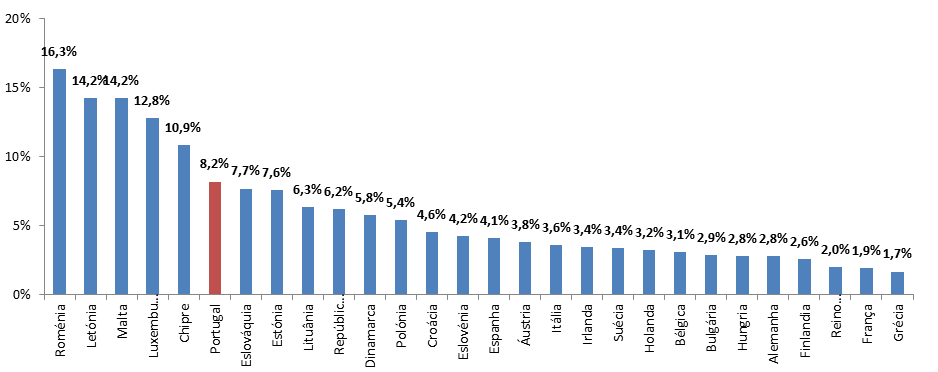 20%
15%
10%
5%
0%
16,3%
14,2%
14,2%
12,8%
10,9%
8,2%
7,7%
7,6%
6,3%
6,2%
5,8%
5,4%
4,6%
4,2%
4,1%
3,8%
3,6%
3,4%
3,4%
3,2%
3,1%
2,9%
2,8%
2,8%
2,6%
2,0%
1,9%
1,7%
Roménia
Letónia
Malta
Luxembu...
Chipre
Portugal
Eslováquia
Estónia
Lituânia
Repúblic...
Dinamarca
Polónia
Croácia
Eslovénia
Espanha
Áustria
Itália
Irlanda
Suécia
Holanda
Bélgica
Bulgária
Hungria
Alemanha
Finlandia
Reino...
França
Grécia